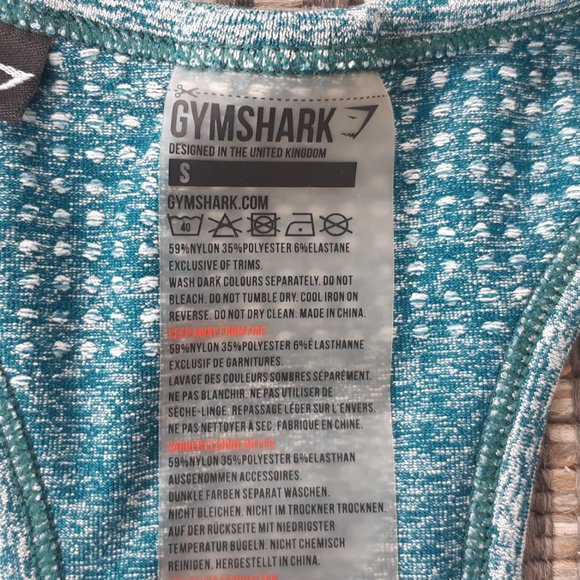 GYMSHARK
DESIGNED IN THE UNITED KINGDOM
S
GYMSHARK.COM
40
59%NYLON 35%POLYESTER 6%ELASTANE
EXCLUSIVE OF TRIMS.
WASH DARK COLOURS SEPARATELY. DO NOT
BLEACH. DO NOT TUMBLE DRY. COOL IRON ON
REVERSE. DO NOT DRY CLEAN. MADE IN CHINA.
KEEP AWAY FROM FIRE
59%NYLON 35%POLYESTER 6%ÉLASTHANNE
EXCLUSIF DE GARNITURES.
LAVAGE DES COULEURS SOMBRES SÉPARÉMENT.
NE PAS BLANCHIR. NE PAS UTILISER DE
SÈCHE-LINGE. REPASSAGE LÉGER SUR L'ENVERS.
NE PAS NETTOYER À SEC. FABRIQUE EN CHINE.
59%NYLON 35%POLYESTER 6%ELASTHAN
AUSGENOMMEN ACCESSOIRES.
DUNKLE FARBEN SEPARAT WASCHEN.
NICHT BLEICHEN. NICHT IM TROCKNER TROCKNEN.
AUF DER RÜCKSEITE MIT NIEDRIGSTER
TEMPERATUR BÜGELN. NICHT CHEMISCH
REINIGEN. HERGESTELLT IN CHINA.